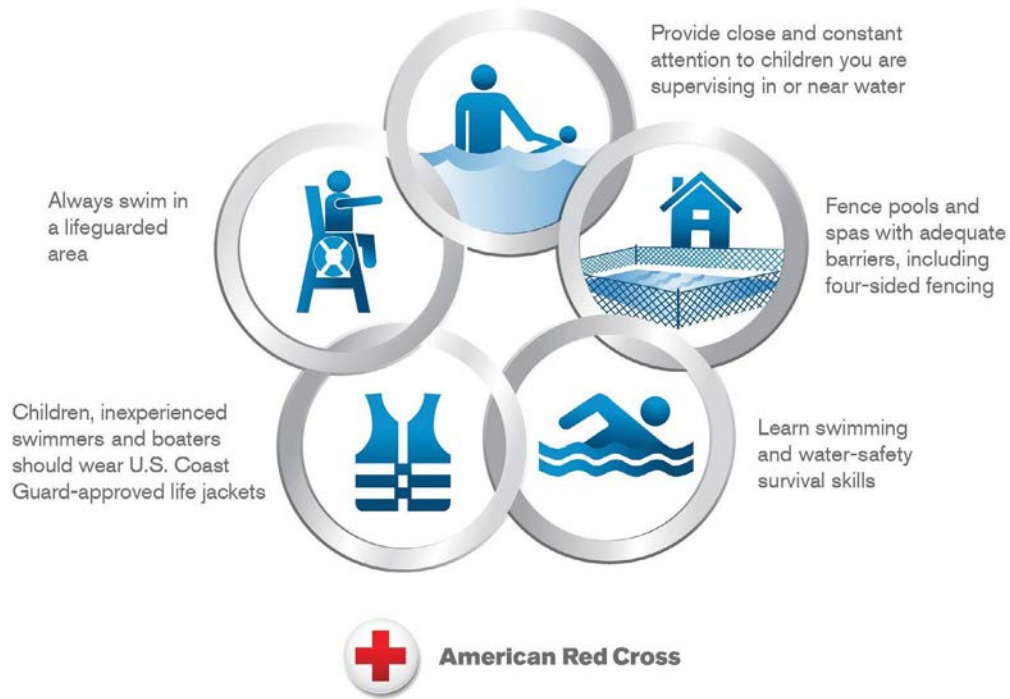 Provide close and constant
attention to children you are
supervising in or near water
Always swim in
a lifeguarded
area
Fence pools and
spas with adequate
barriers, including
four-sided fencing
Children, inexperienced
swimmers and boaters
should wear U.S. Coast
Guard-approved life jackets
Learn swimming
and water-safety
survival skills
American Red Cross